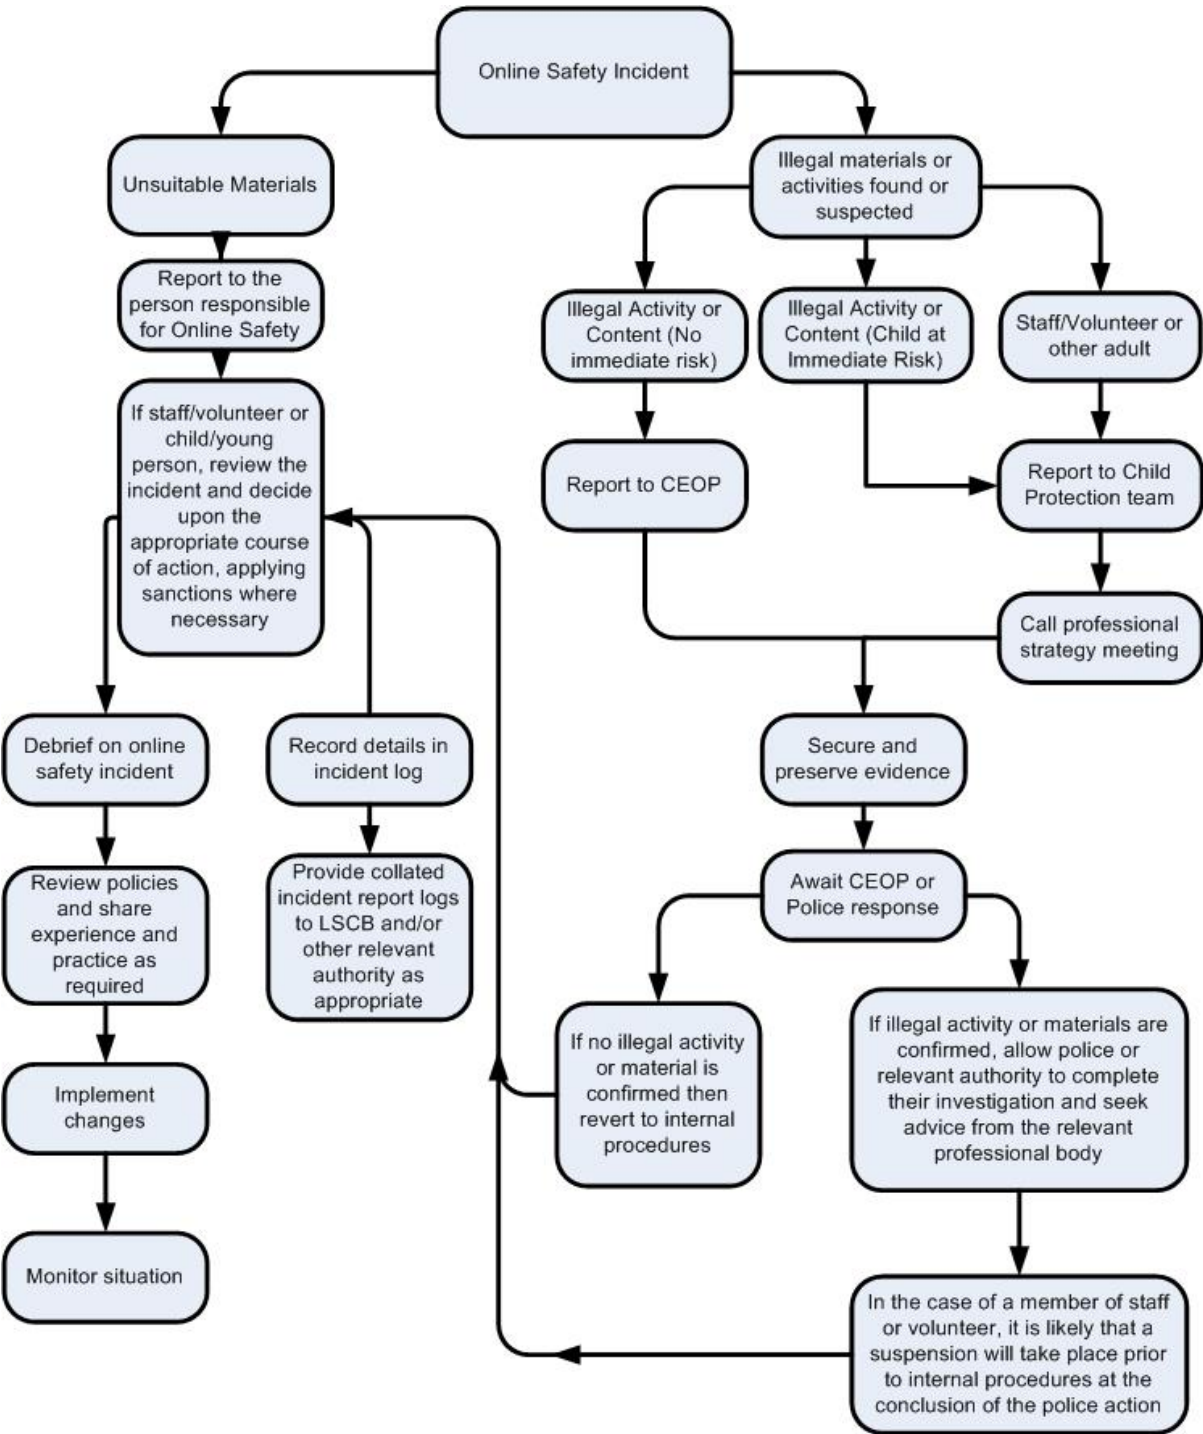 Online Safety Incident
Unsuitable Materials
Report to the
person responsible
for Online Safety
If staff/volunteer or
child/young
person, review the
incident and decide
upon the
appropriate course
of action, applying
sanctions where
necessary
Debrief on online
safety incident
Review policies
and share
experience and
practice as
required
Implement
changes
Monitor situation
Record details in
incident log
Provide collated
incident report logs
to LSCB and/or
other relevant
authority as
appropriate
Illegal materials or
activities found or
suspected
Illegal Activity or
Content (No
immediate risk)
Illegal Activity or
Content (Child at
Immediate Risk)
Staff/Volunteer or
other adult
Report to CEOP
Report to Child
Protection team
Call professional
strategy meeting
Secure and
preserve evidence
Await CEOP or
Police response
If no illegal activity
or material is
confirmed then
revert to internal
procedures
If illegal activity or materials are
confirmed, allow police or
relevant authority to complete
their investigation and seek
advice from the relevant
professional body
In the case of a member of staff
or volunteer, it is likely that a
suspension will take place prior
to internal procedures at the
conclusion of the police action